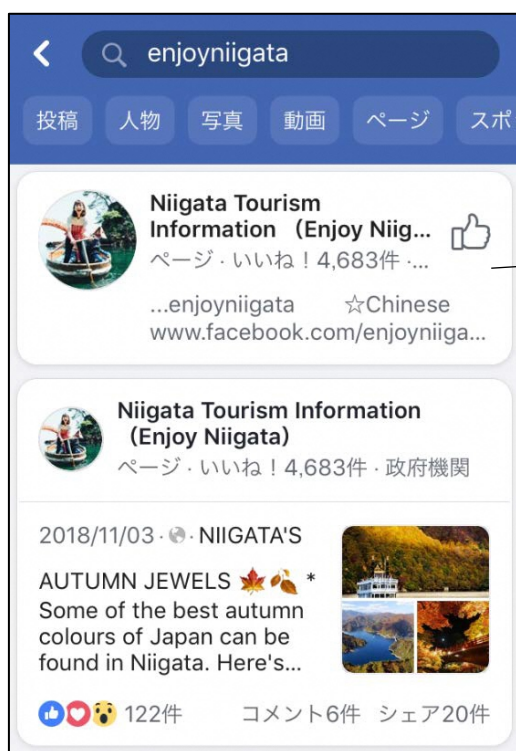 enjoyniigata
投稿 人物 写真 動画 ページ スポ
Niigata Tourism
Information （Enjoy Niig...
ページ · いいね！4,683件 ·...
...enjoyniigata ☆Chinese
www.facebook.com/enjoyniiga...
Niigata Tourism Information
（Enjoy Niigata）
ページ · いいね！4,683件 · 政府機関
2018/11/03 · · NIIGATA'S
AUTUMN JEWELS 🍁🍂 *
Some of the best autumn
colours of Japan can be
found in Niigata. Here's...
122件 コメント6件 シェア20件